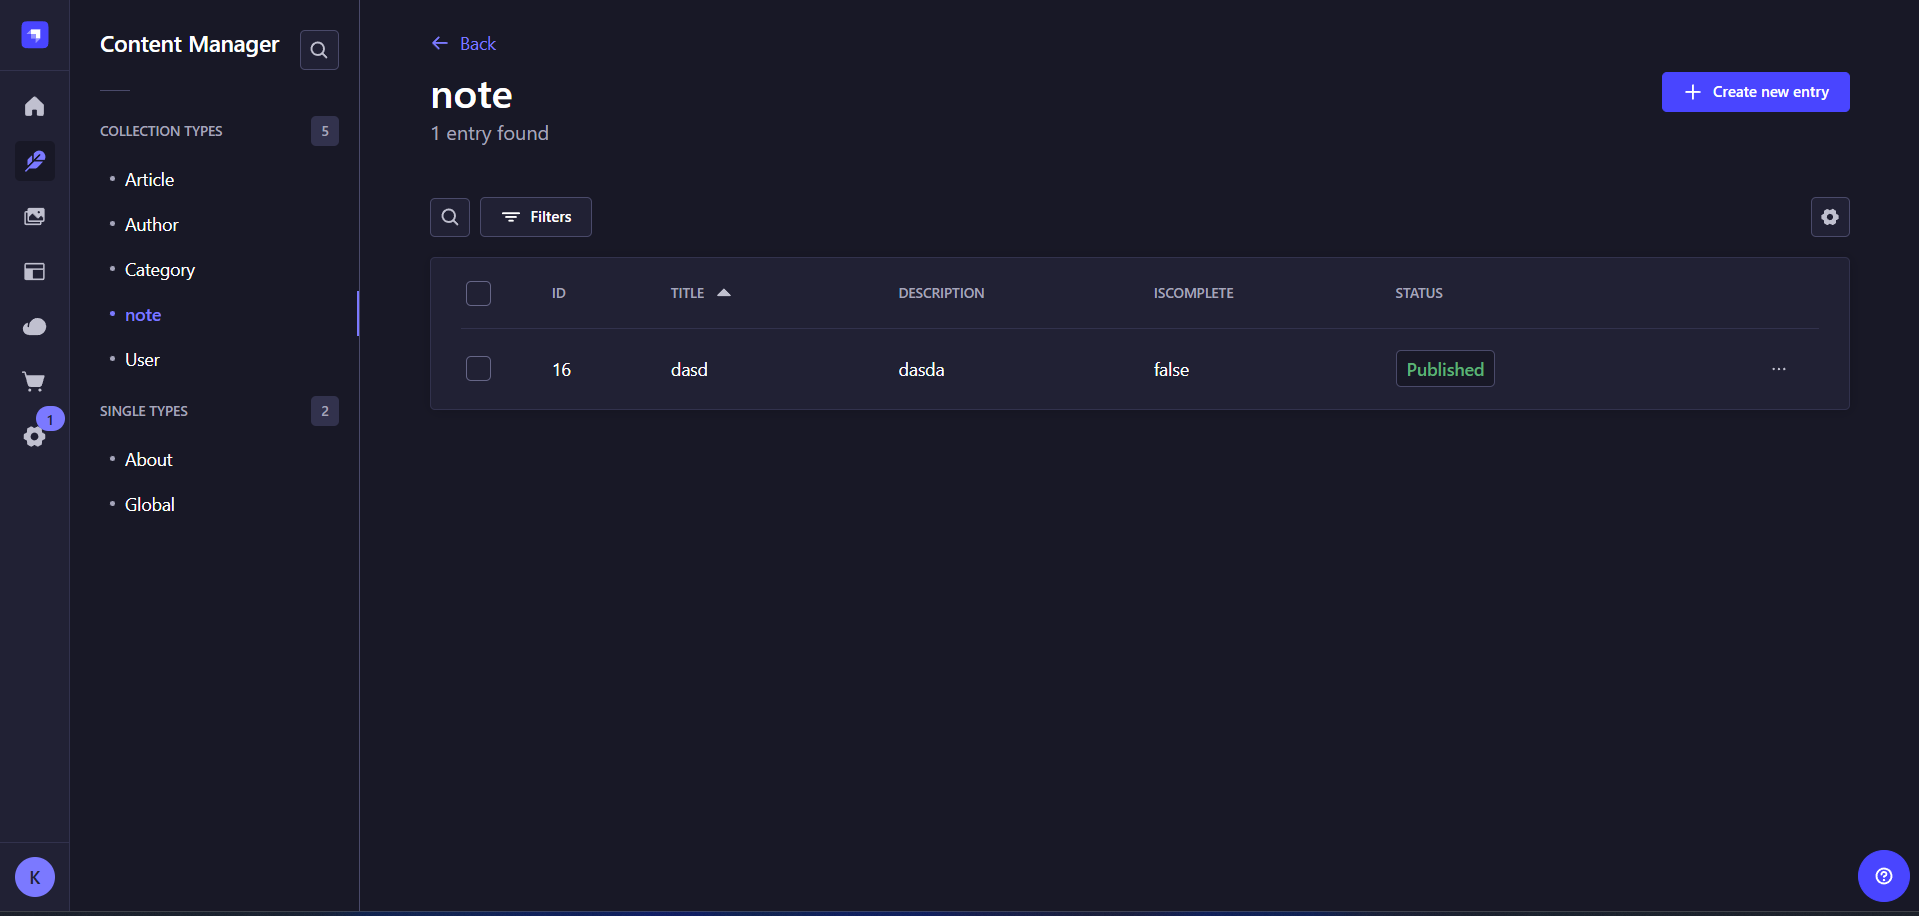 Content Manager
COLLECTION TYPES 5
Article
Author
Category
note
User
SINGLE TYPES 2
About
Global
1
K
Back
note
1 entry found
Create new entry
Filters
ID TITLE DESCRIPTION ISCOMPLETE STATUS
16 dasd dasda false Published